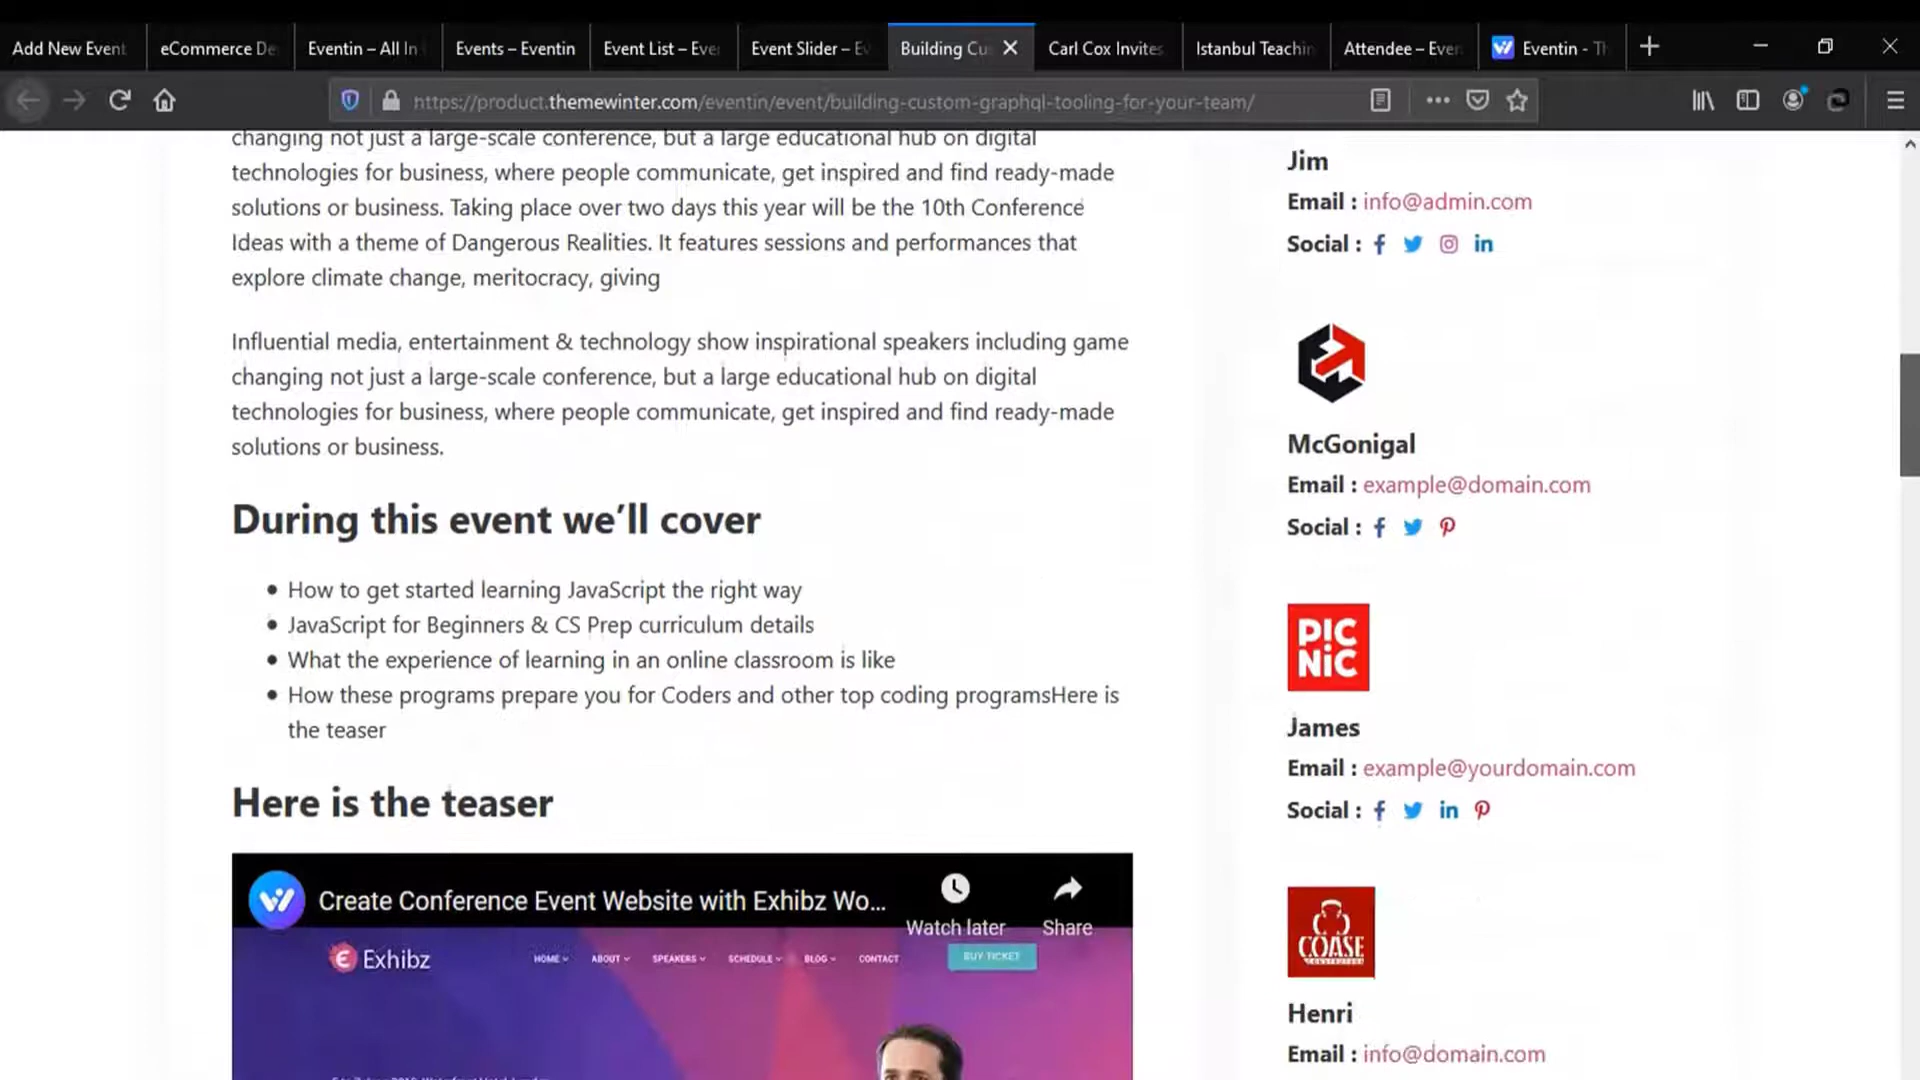 Add New Event
eCommerce De
Eventin – All In
Events – Eventin
Event List – Eve
Event Slider – Ev
Building Cu
Carl Cox Invites
Istanbul Teachin
Attendee – Even
Eventin - Th
https://product.themewinter.com/eventin/event/building-custom-graphql-tooling-for-your-team/
changing not just a large-scale conference, but a large educational hub on digital
technologies for business, where people communicate, get inspired and find ready-made
solutions or business. Taking place over two days this year will be the 10th Conference
Ideas with a theme of Dangerous Realities. It features sessions and performances that
explore climate change, meritocracy, giving
Influential media, entertainment & technology show inspirational speakers including game
changing not just a large-scale conference, but a large educational hub on digital
technologies for business, where people communicate, get inspired and find ready-made
solutions or business.
During this event we’ll cover
How to get started learning JavaScript the right way
JavaScript for Beginners & CS Prep curriculum details
What the experience of learning in an online classroom is like
How these programs prepare you for Coders and other top coding programsHere is
the teaser
Here is the teaser
Create Conference Event Website with Exhibz Wo...
Watch later
Share
Exhibz
HOME
ABOUT
SPEAKERS
SCHEDULE
BLOG
CONTACT
BUY TICKET
Jim
Email : info@admin.com
Social :
McGonigal
Email : example@domain.com
Social :
PIC
NiC
James
Email : example@yourdomain.com
Social :
COASE
Henri
Email : info@domain.com